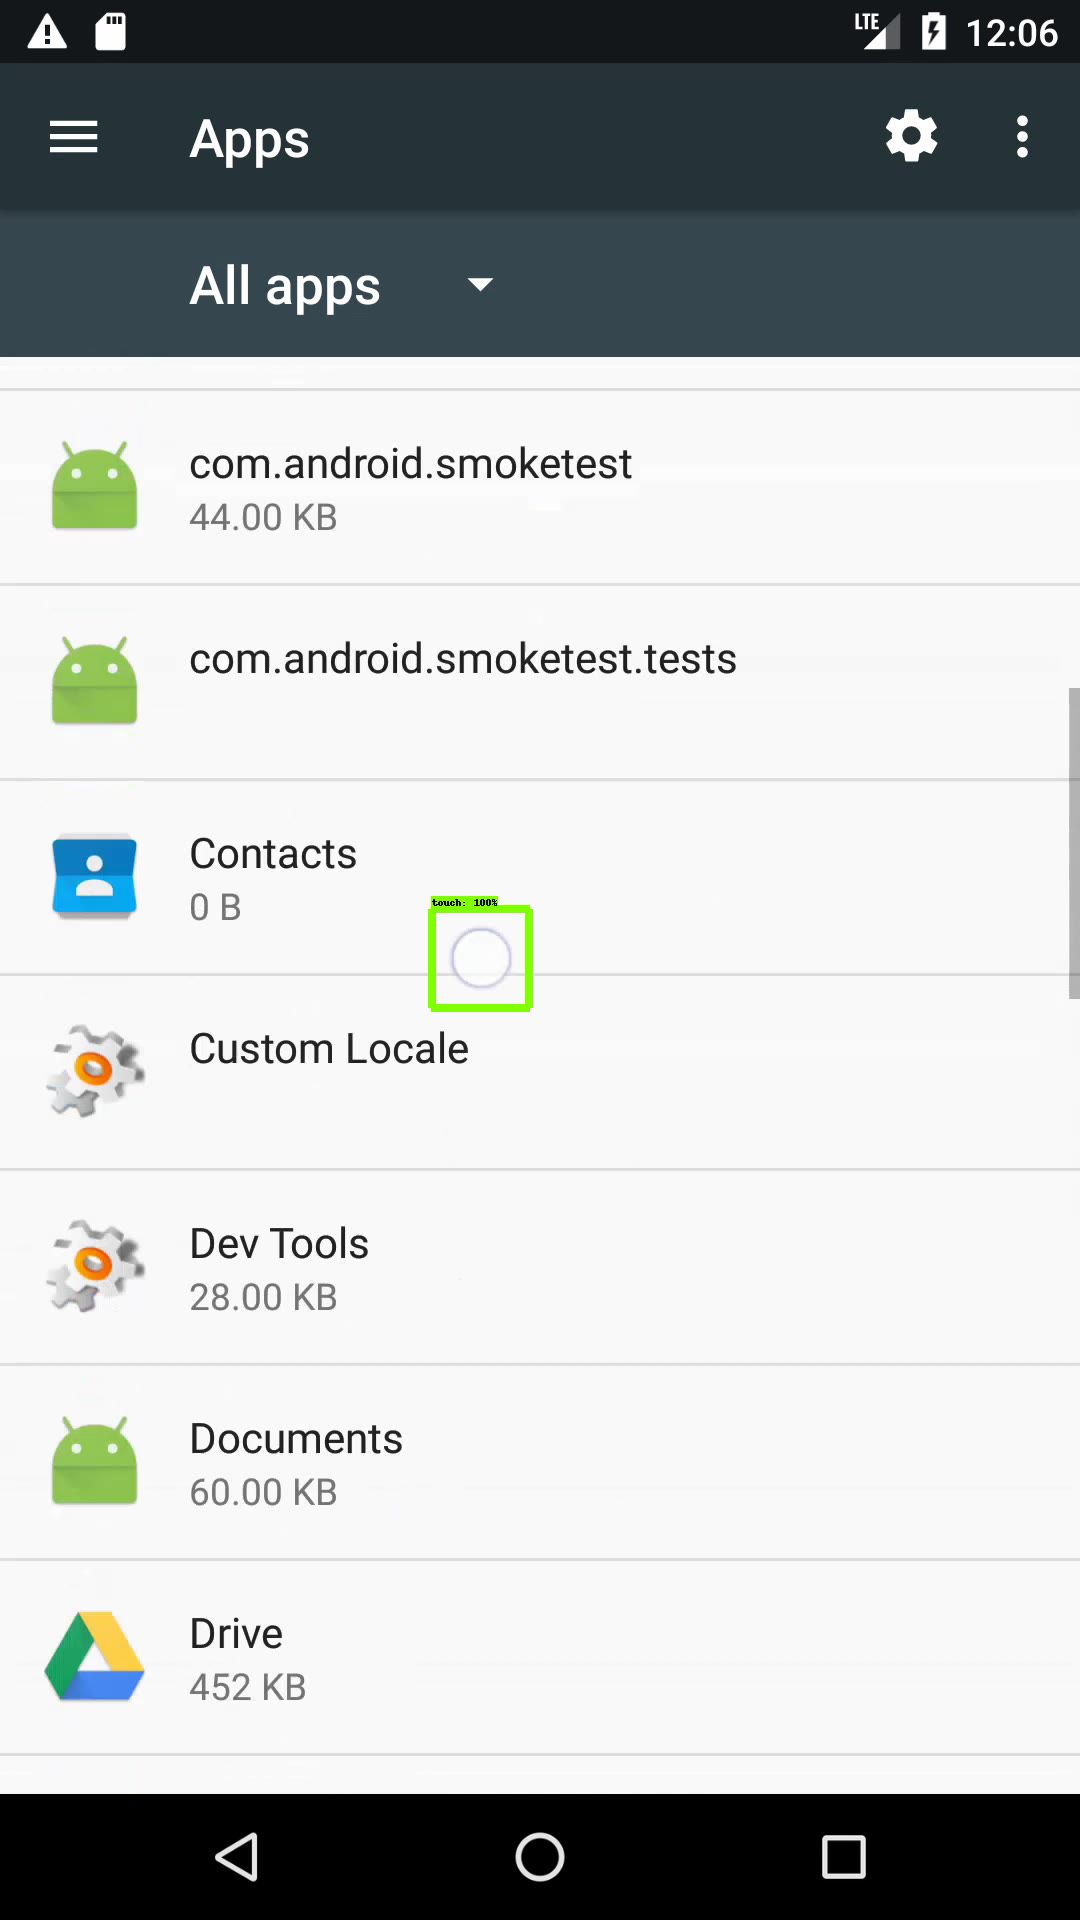 LTE 12:06
Apps
All apps
com.android.smoketest
44.00 KB
com.android.smoketest.tests
Contacts
0 B
touch: 100%
Custom Locale
Dev Tools
28.00 KB
Documents
60.00 KB
Drive
452 KB